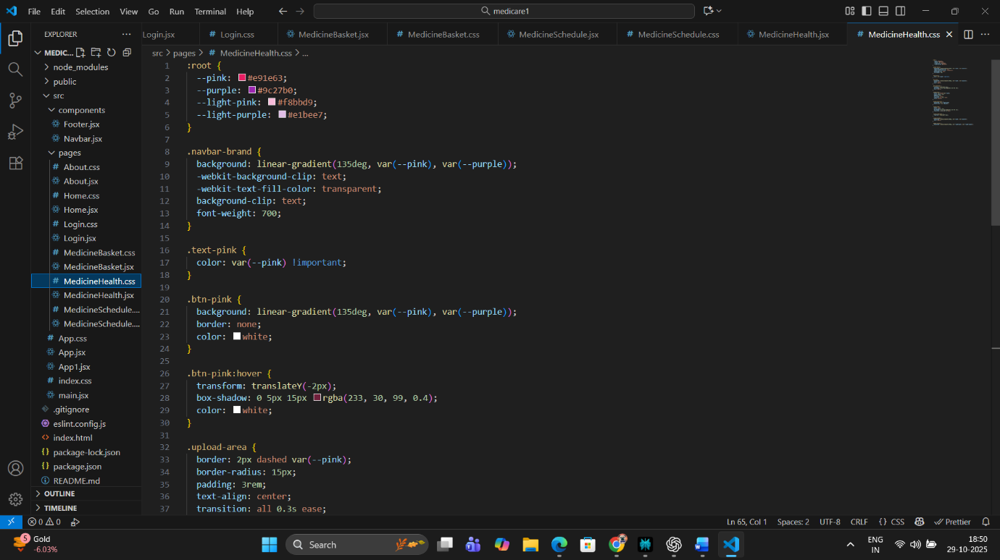 File Edit Selection View Go Run Terminal Help
medicare1
EXPLORER
Login.jsx
# Login.css
MedicineBasket.jsx
# MedicineBasket.css
MedicineSchedule.jsx
# MedicineSchedule.css
MedicineHealth.jsx
# MedicineHealth.css
MEDIC...
node_modules
public
src
components
Footer.jsx
Navbar.jsx
pages
# About.css
About.jsx
# Home.css
Home.jsx
# Login.css
Login.jsx
# MedicineBasket.css
MedicineBasket.jsx
# MedicineHealth.css
MedicineHealth.jsx
# MedicineSchedule....
MedicineSchedule....
# App.css
App.jsx
App1.jsx
# index.css
main.jsx
.gitignore
eslint.config.js
index.html
package-lock.json
package.json
README.md
OUTLINE
TIMELINE
src > pages > # MedicineHealth.css > ...
1 :root {
2 --pink: #e91e63;
3 --purple: #9c27b0;
4 --light-pink: #f8bbd9;
5 --light-purple: #e1bee7;
6 }
7
8 .navbar-brand {
9 background: linear-gradient(135deg, var(--pink), var(--purple));
10 -webkit-background-clip: text;
11 -webkit-text-fill-color: transparent;
12 background-clip: text;
13 font-weight: 700;
14 }
15
16 .text-pink {
17 color: var(--pink) !important;
18 }
19
20 .btn-pink {
21 background: linear-gradient(135deg, var(--pink), var(--purple));
22 border: none;
23 color: white;
24 }
25
26 .btn-pink:hover {
27 transform: translateY(-2px);
28 box-shadow: 0 5px 15px rgba(233, 30, 99, 0.4);
29 color: white;
30 }
31
32 .upload-area {
33 border: 2px dashed var(--pink);
34 border-radius: 15px;
35 padding: 3rem;
36 text-align: center;
37 transition: all 0.3s ease;
0 0
Ln 65, Col 1 Spaces: 2 UTF-8 CRLF {} CSS Prettier
5
Gold
-6.03%
Search
ENG
IN
18:50
29-10-2025